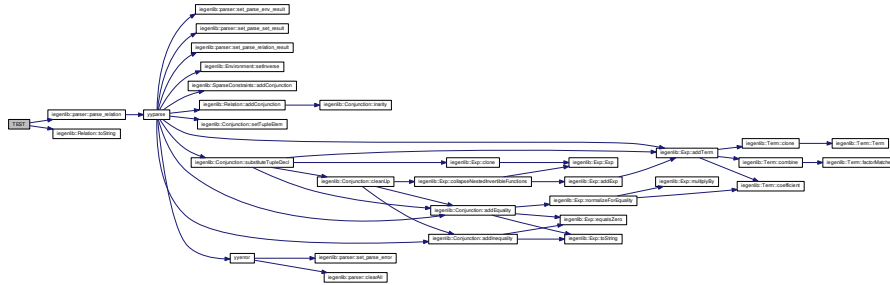 iegenlib::parser::set_parse_env_result
iegenlib::parser::set_parse_set_result
iegenlib::parser::set_parse_relation_result
iegenlib::Environment::setInverse
iegenlib::SparseConstraints::addConjunction
iegenlib::Relation::addConjunction
iegenlib::Conjunction::inarity
iegenlib::parser::parse_relation
yyparse
TEST
iegenlib::Conjunction::setTupleElem
iegenlib::Relation::toString
iegenlib::Term::clone
iegenlib::Term::Term
iegenlib::Exp::addTerm
iegenlib::Conjunction::substituteTupleDecl
iegenlib::Exp::clone
iegenlib::Exp::Exp
iegenlib::Term::combine
iegenlib::Term::factorMatches
iegenlib::Conjunction::cleanUp
iegenlib::Exp::collapseNestedInvertibleFunctions
iegenlib::Exp::addExp
iegenlib::Exp::multiplyBy
iegenlib::Term::coefficient
iegenlib::Exp::normalizeForEquality
iegenlib::Conjunction::addEquality
iegenlib::Exp::equalsZero
iegenlib::Conjunction::addInequality
iegenlib::Exp::toString
yyerror
iegenlib::parser::set_parse_error
iegenlib::parser::clearAll